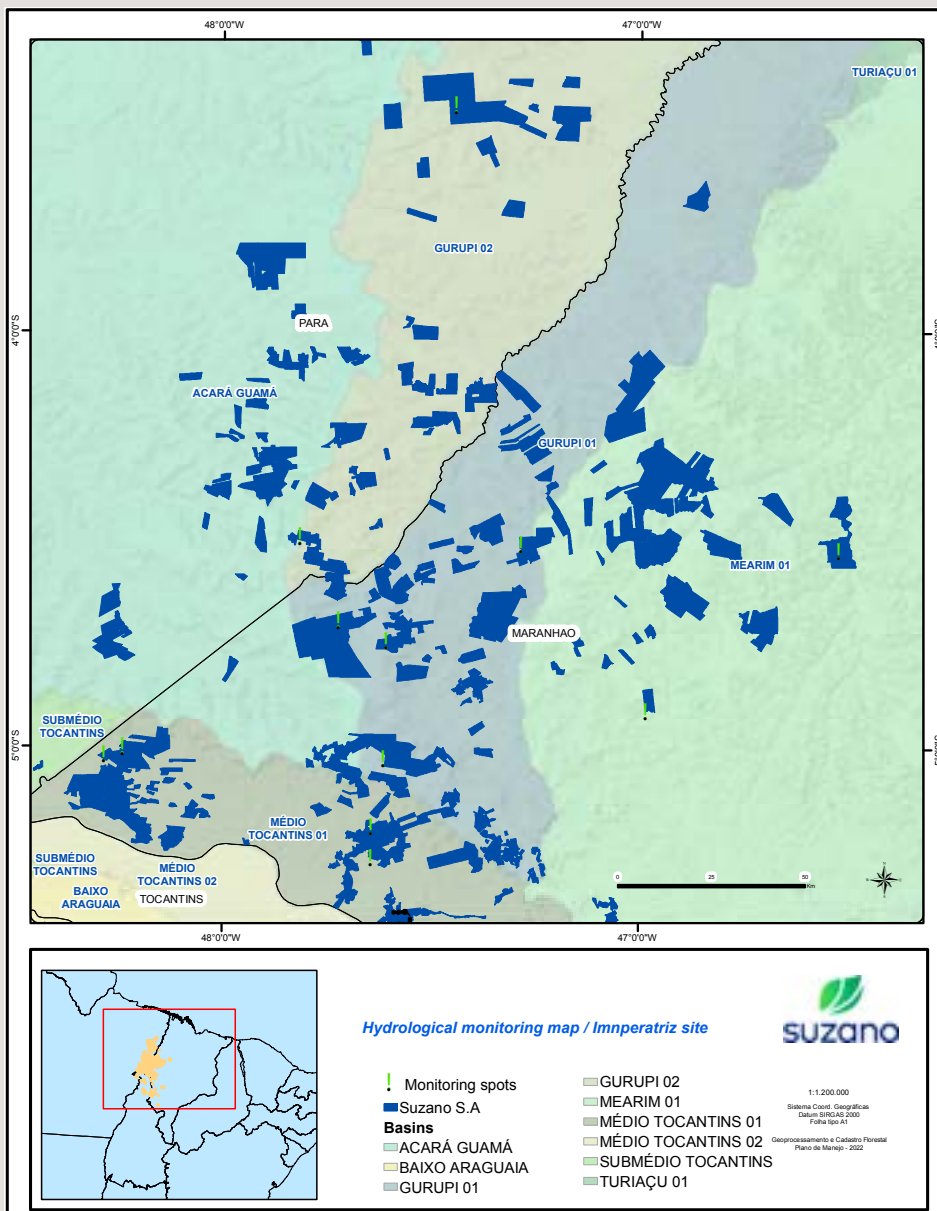 48°0'0"W
47°0'0"W
TURIAÇU 01
GURUPI 02
PARA
4°0'0"S
ACARÁ GUAMÁ
GURUPI 01
MEARIM 01
MARANHAO
SUBMÉDIO
TOCANTINS
5°0'0"S
MÉDIO
TOCANTINS 01
SUBMÉDIO
TOCANTINS
MÉDIO
TOCANTINS 02
BAIXO
ARAGUAIA
TOCANTINS
0
25
50
Km
48°0'0"W
47°0'0"W
Hydrological monitoring map / Imnperatriz site
suzano
Monitoring spots
Suzano S.A
Basins
ACARÁ GUAMÁ
BAIXO ARAGUAIA
GURUPI 01
GURUPI 02
MEARIM 01
MÉDIO TOCANTINS 01
MÉDIO TOCANTINS 02
SUBMÉDIO TOCANTINS
TURIAÇU 01
1:1.200.000
Sistema Coord. Geográficas
Datum SIRGAS 2000
Folha tipo A1
Geoprocessamento e Cadastro Florestal
Plano de Manejo - 2022